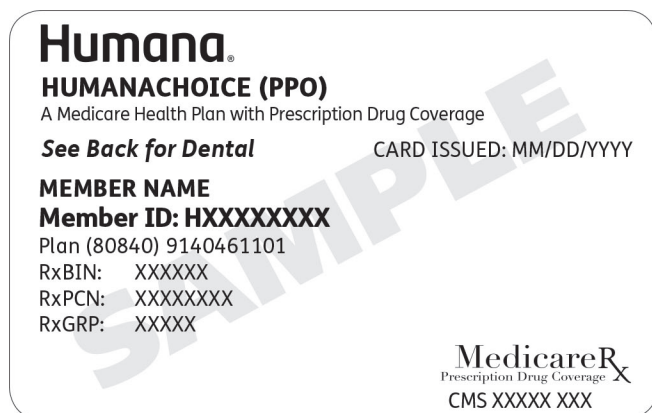 Humana®
HUMANACHOICE (PPO)
A Medicare Health Plan with Prescription Drug Coverage
See Back for Dental CARD ISSUED: MM/DD/YYYY
MEMBER NAME
Member ID: HXXXXXXXX
Plan (80840) 9140461101
RxBIN: XXXXXX
RxPCN: XXXXXXXX
RxGRP: XXXXX
SAMPLE
MedicareRx
Prescription Drug Coverage
CMS XXXXX XXX